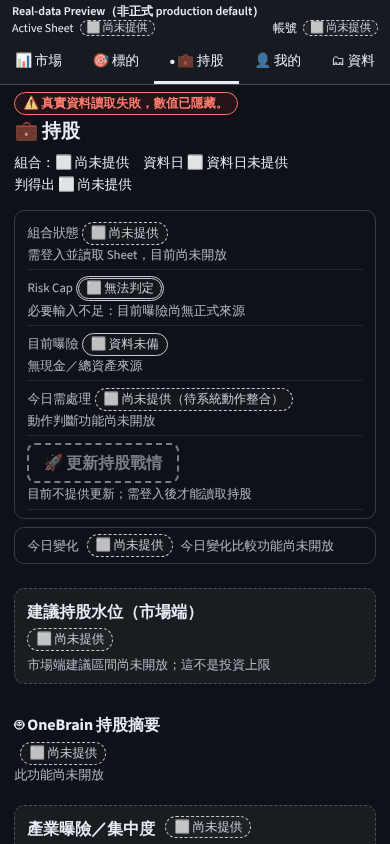 Real-data Preview（非正式 production default）
Active Sheet ⬜ 尚未提供 帳號 ⬜ 尚未提供
📊 市場 🎯 標的 ● 💼 持股 👤 我的 🗂 資料
⚠️ 真實資料讀取失敗，數值已隱藏。
💼 持股
組合：⬜ 尚未提供 資料日 ⬜ 資料日未提供
判得出 ⬜ 尚未提供
組合狀態 ⬜ 尚未提供
需登入並讀取 Sheet，目前尚未開放
Risk Cap ⬜ 無法判定
必要輸入不足：目前曝險尚無正式來源
目前曝險 ⬜ 資料未備
無現金／總資產來源
今日需處理 ⬜ 尚未提供（待系統動作整合）
動作判斷功能尚未開放
🚀 更新持股戰情
目前不提供更新；需登入後才能讀取持股
今日變化 ⬜ 尚未提供 今日變化比較功能尚未開放
建議持股水位（市場端）
⬜ 尚未提供
市場端建議區間尚未開放；這不是投資上限
OneBrain 持股摘要
⬜ 尚未提供
此功能尚未開放
產業曝險／集中度 ⬜ 尚未提供